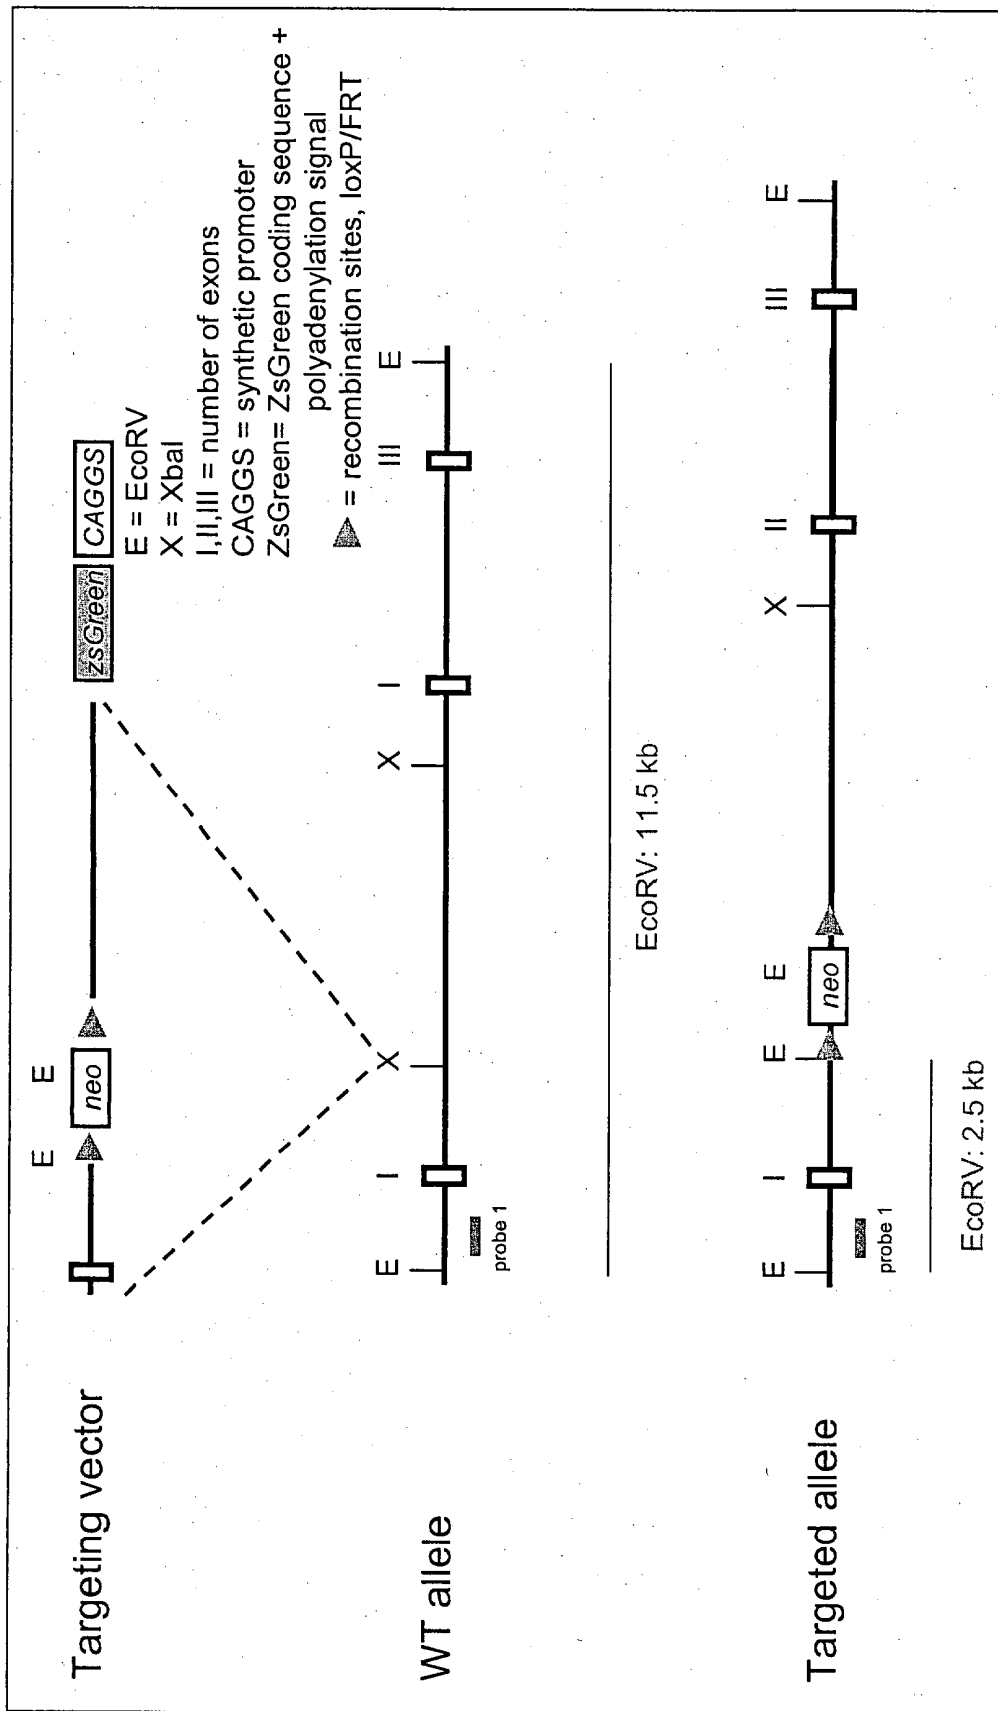 Targeting vector
E E
neo
zsGreen CAGGS
E = EcoRV
X = XbaI
I,II,III = number of exons
CAGGS = synthetic promoter
ZsGreen= ZsGreen coding sequence +
polyadenylation signal
= recombination sites, loxP/FRT
WT allele
E I X X I III E
probe 1
EcoRV: 11.5 kb
Targeted allele
E I E E X II III E
neo
probe 1
EcoRV: 2.5 kb